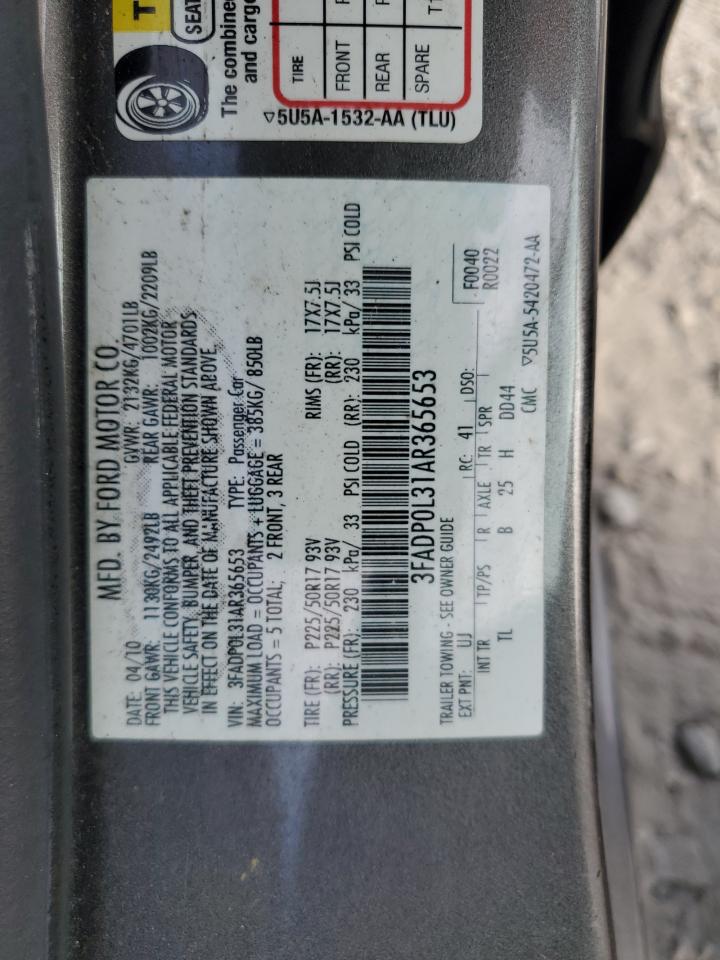 MFD. BY FORD MOTOR CO.
DATE: 04/10 GVWR: 2132KG/4701LB
FRONT GAWR: 1130KG/2492LB REAR GAWR: 1002KG/2209LB
THIS VEHICLE CONFORMS TO ALL APPLICABLE FEDERAL MOTOR
VEHICLE SAFETY, BUMPER, AND THEFT PREVENTION STANDARDS
IN EFFECT ON THE DATE OF MANUFACTURE SHOWN ABOVE.
VIN: 3FADP0L31AR365653 TYPE: Passenger Car
MAXIMUM LOAD = OCCUPANTS + LUGGAGE = 385KG/ 850LB
OCCUPANTS = 5 TOTAL; 2 FRONT, 3 REAR
TIRE (FR): P225/50R17 93V RIMS (FR): 17X7.5J
(RR): P225/50R17 93V (RR): 17X7.5J
PRESSURE (FR): 230 kPa/ 33 PSI COLD (RR): 230 kPa/ 33 PSI COLD
3FADP0L31AR365653
TRAILER TOWING - SEE OWNER GUIDE
F0040
EXT PNT: UJ RC: 41 DSO: R0022
INT TR TP/PS R AXLE TR SPR
TL B 25 H DD44
CMC ▽5U5A-5420472-AA
SEAT
The combined
and cargo
TIRE
FRONT
REAR
SPARE T1
▽5U5A-1532-AA (TLU)